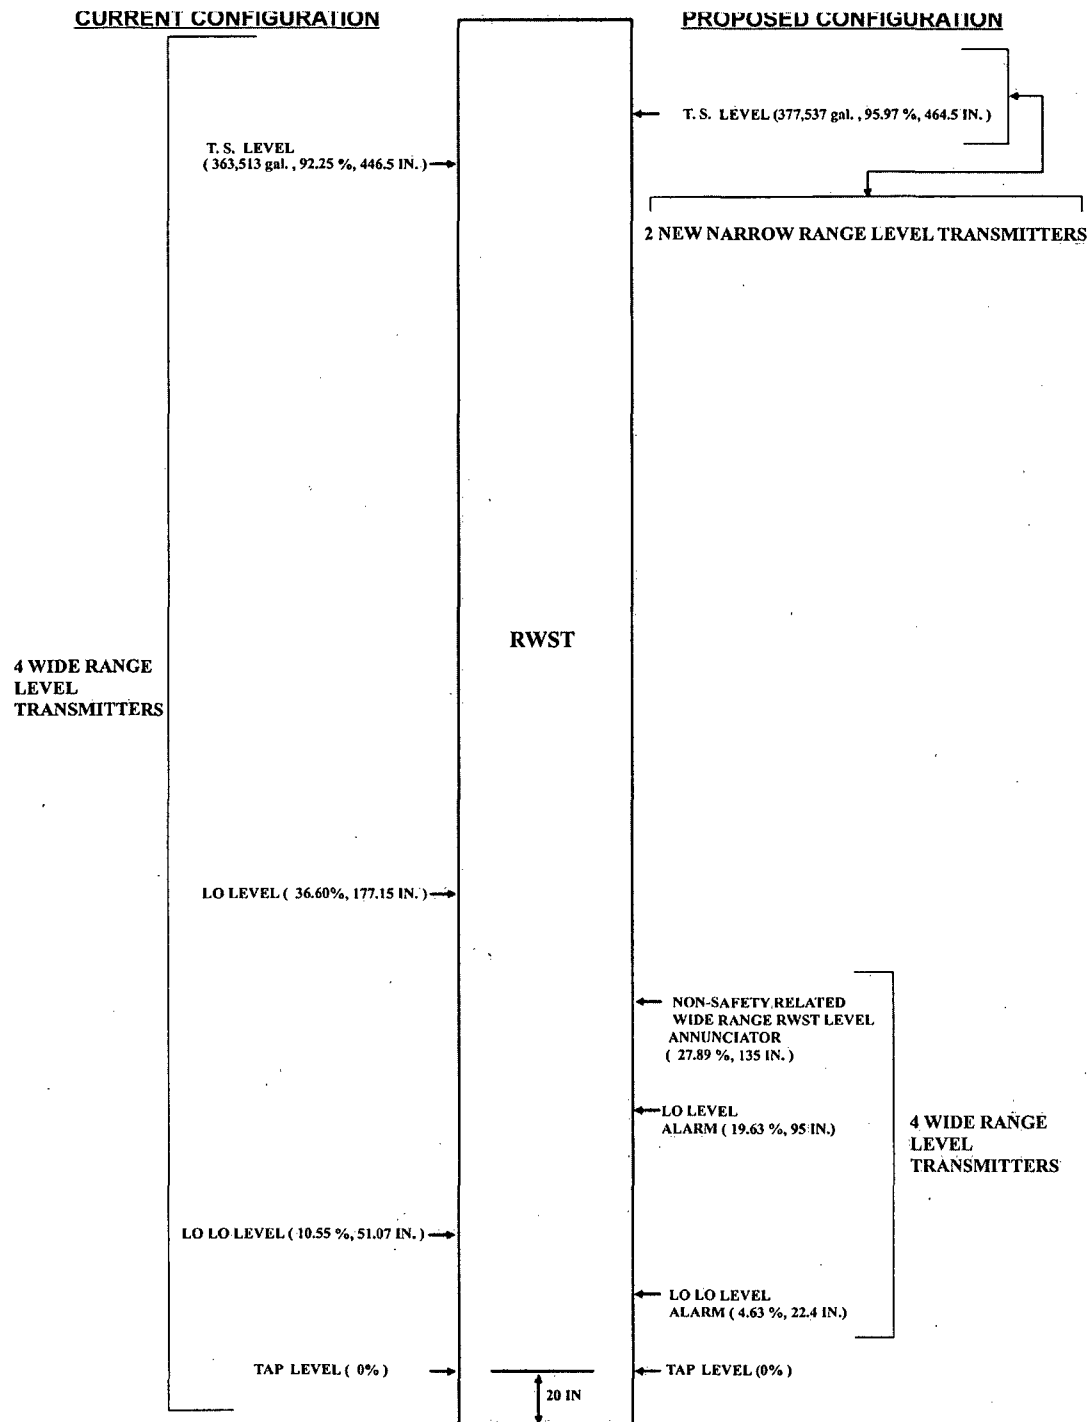 CURRENT CONFIGURATION
PROPOSED CONFIGURATION
T. S. LEVEL (377,537 gal. , 95.97 %, 464.5 IN. )
T. S. LEVEL
( 363,513 gal. , 92.25 %, 446.5 IN. )
2 NEW NARROW RANGE LEVEL TRANSMITTERS
RWST
4 WIDE RANGE
LEVEL
TRANSMITTERS
LO LEVEL ( 36.60%, 177.15 IN. )
NON-SAFETY RELATED
WIDE RANGE RWST LEVEL
ANNUNCIATOR
( 27.89 %, 135 IN. )
LO LEVEL
ALARM ( 19.63 %, 95 IN.)
4 WIDE RANGE
LEVEL
TRANSMITTERS
LO LO LEVEL ( 10.55 %, 51.07 IN. )
LO LO LEVEL
ALARM ( 4.63 %, 22.4 IN.)
TAP LEVEL ( 0% )
TAP LEVEL (0%)
20 IN